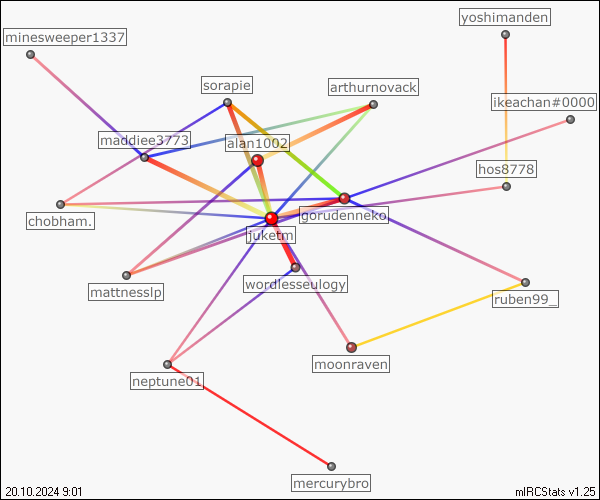 yoshimanden
minesweeper1337
sorapie
arthurnovack
ikeachan#0000
maddiee3773
alan1002
hos8778
chobham.
gorudenneko
juketm
mattnesslp
wordlesseulogy
ruben99_
moonraven
neptune01
mercurybro
20.10.2024 9:01
mIRCStats v1.25